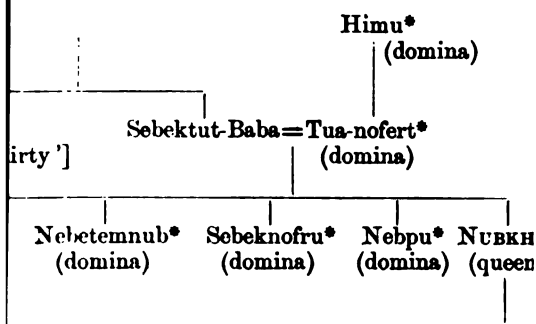 Himu*
(domina)
Sebektut-Baba=Tua-nofert*
(domina)
irty']
Nebetemnub* Sebeknofru* Nebpu* NUBKH
(domina) (domina) (domina) (queen